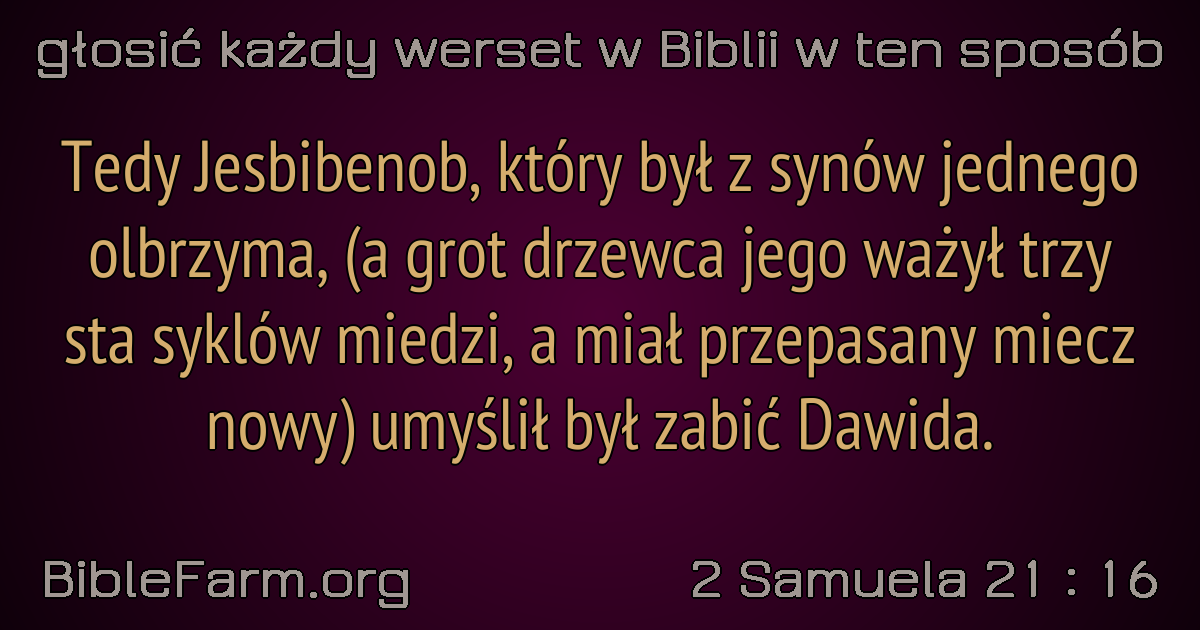 głosić każdy werset w Biblii w ten sposób
Tedy Jesbibenob, który był z synów jednego
olbrzyma, (a grot drzewca jego ważył trzy
sta syklów miedzi, a miał przepasany miecz
nowy) umyślił był zabić Dawida.
BibleFarm.org
2 Samuela 21 : 16